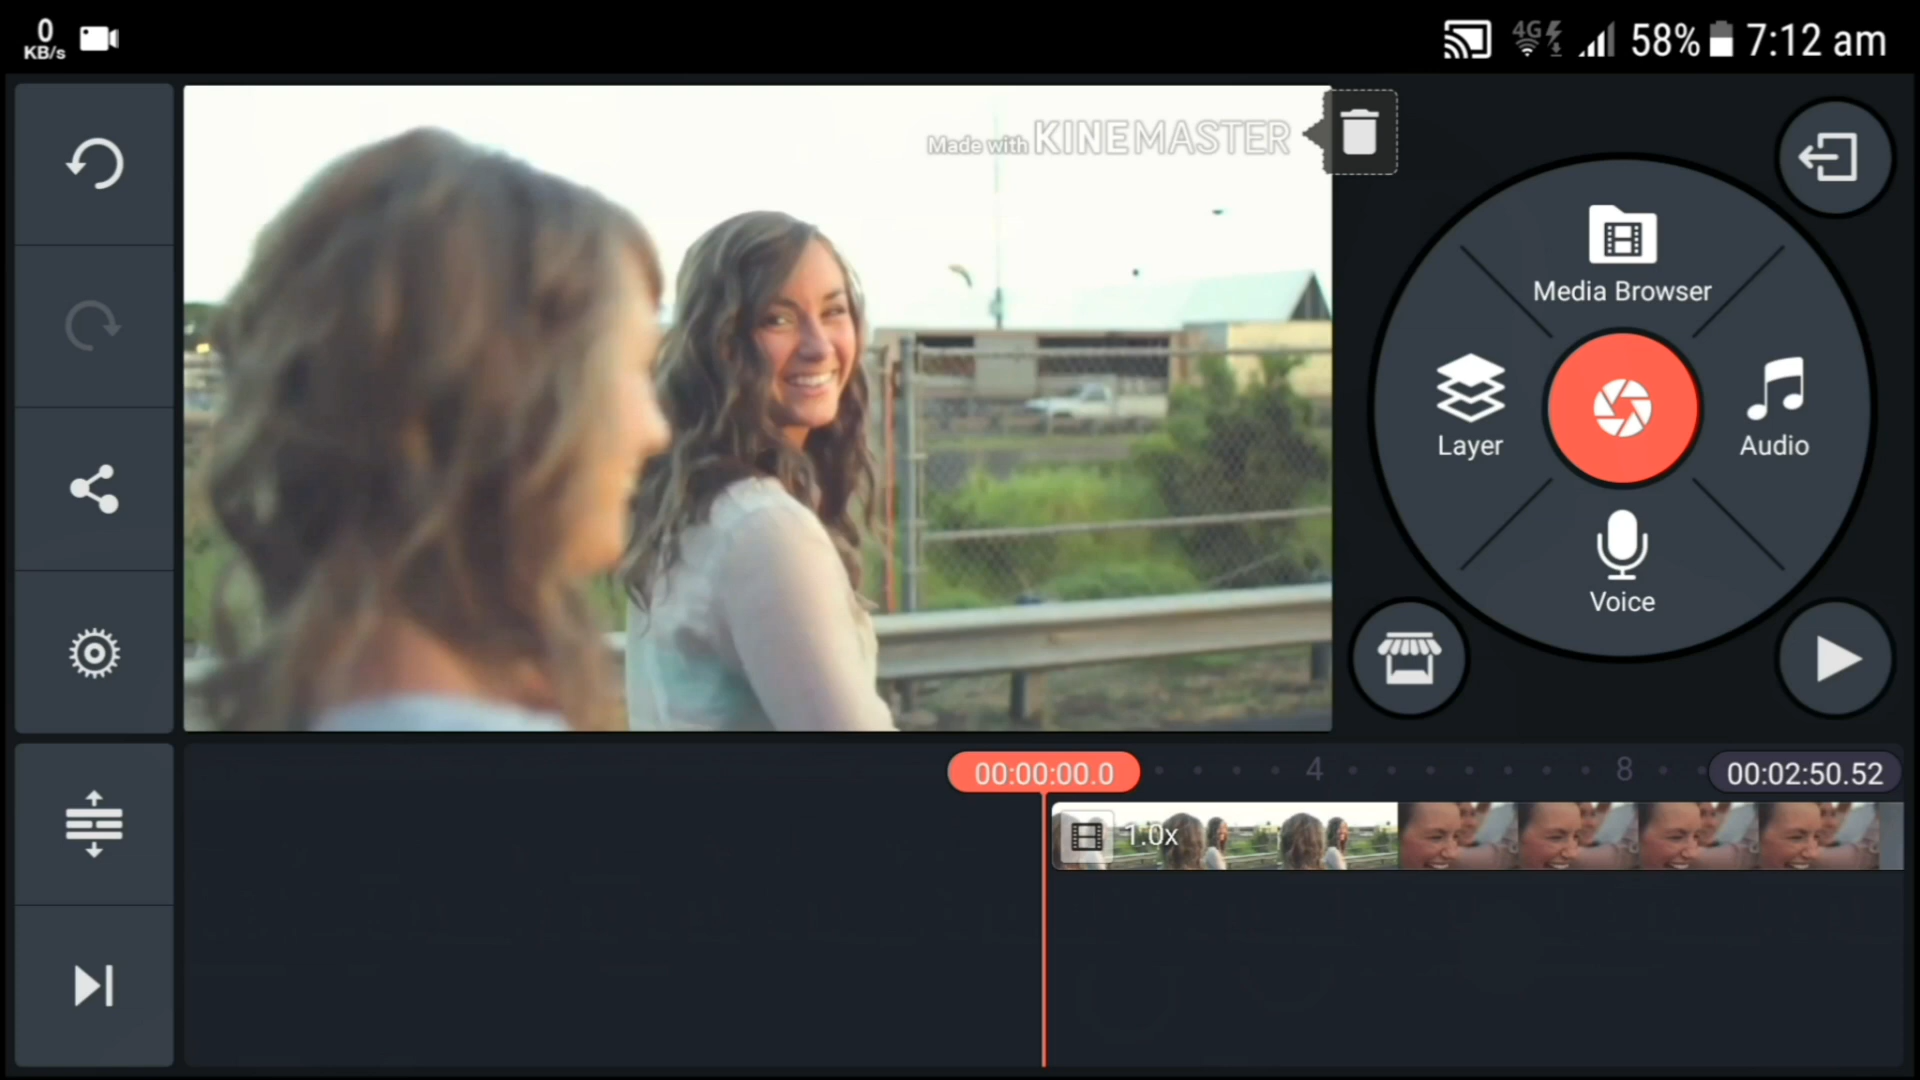 0
KB/s
4G
58%
7:12 am
Made with KINEMASTER
Media Browser
Layer
Audio
Voice
00:00:00.0
4
8
00:02:50.52
1.0x